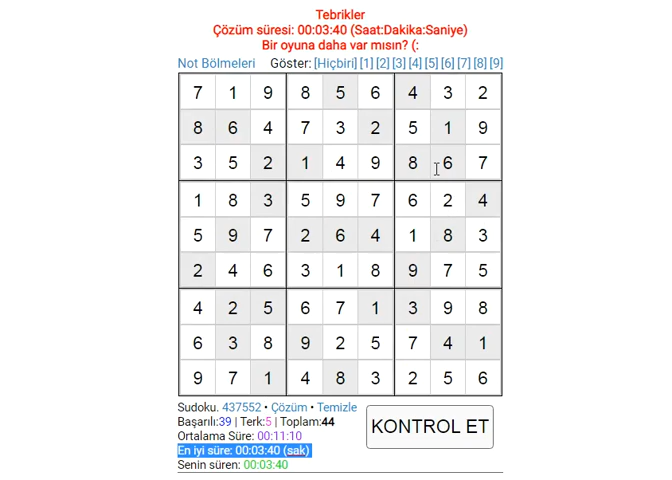 Tebrikler
Çözüm süresi: 00:03:40 (Saat:Dakika:Saniye)
Bir oyuna daha var mısın? (:
Not Bölmeleri Göster: [Hiçbiri] [1] [2] [3] [4] [5] [6] [7] [8] [9]
7 1 9 8 5 6 4 3 2
8 6 4 7 3 2 5 1 9
3 5 2 1 4 9 8 6 7
1 8 3 5 9 7 6 2 4
5 9 7 2 6 4 1 8 3
2 4 6 3 1 8 9 7 5
4 2 5 6 7 1 3 9 8
6 3 8 9 2 5 7 4 1
9 7 1 4 8 3 2 5 6
Sudoku. 437552 • Çözüm • Temizle
Başarılı:39 | Terk:5 | Toplam:44
Ortalama Süre: 00:11:10
En iyi süre: 00:03:40 (sak)
Senin süren: 00:03:40
KONTROL ET